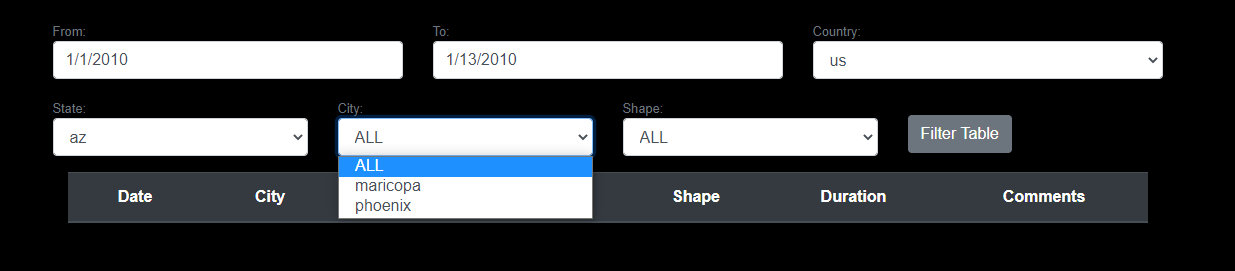 From: To: Country:
1/1/2010 1/13/2010 us
State: City: Shape:
az ALL ALL Filter Table
ALL
maricopa
phoenix
Date City Shape Duration Comments